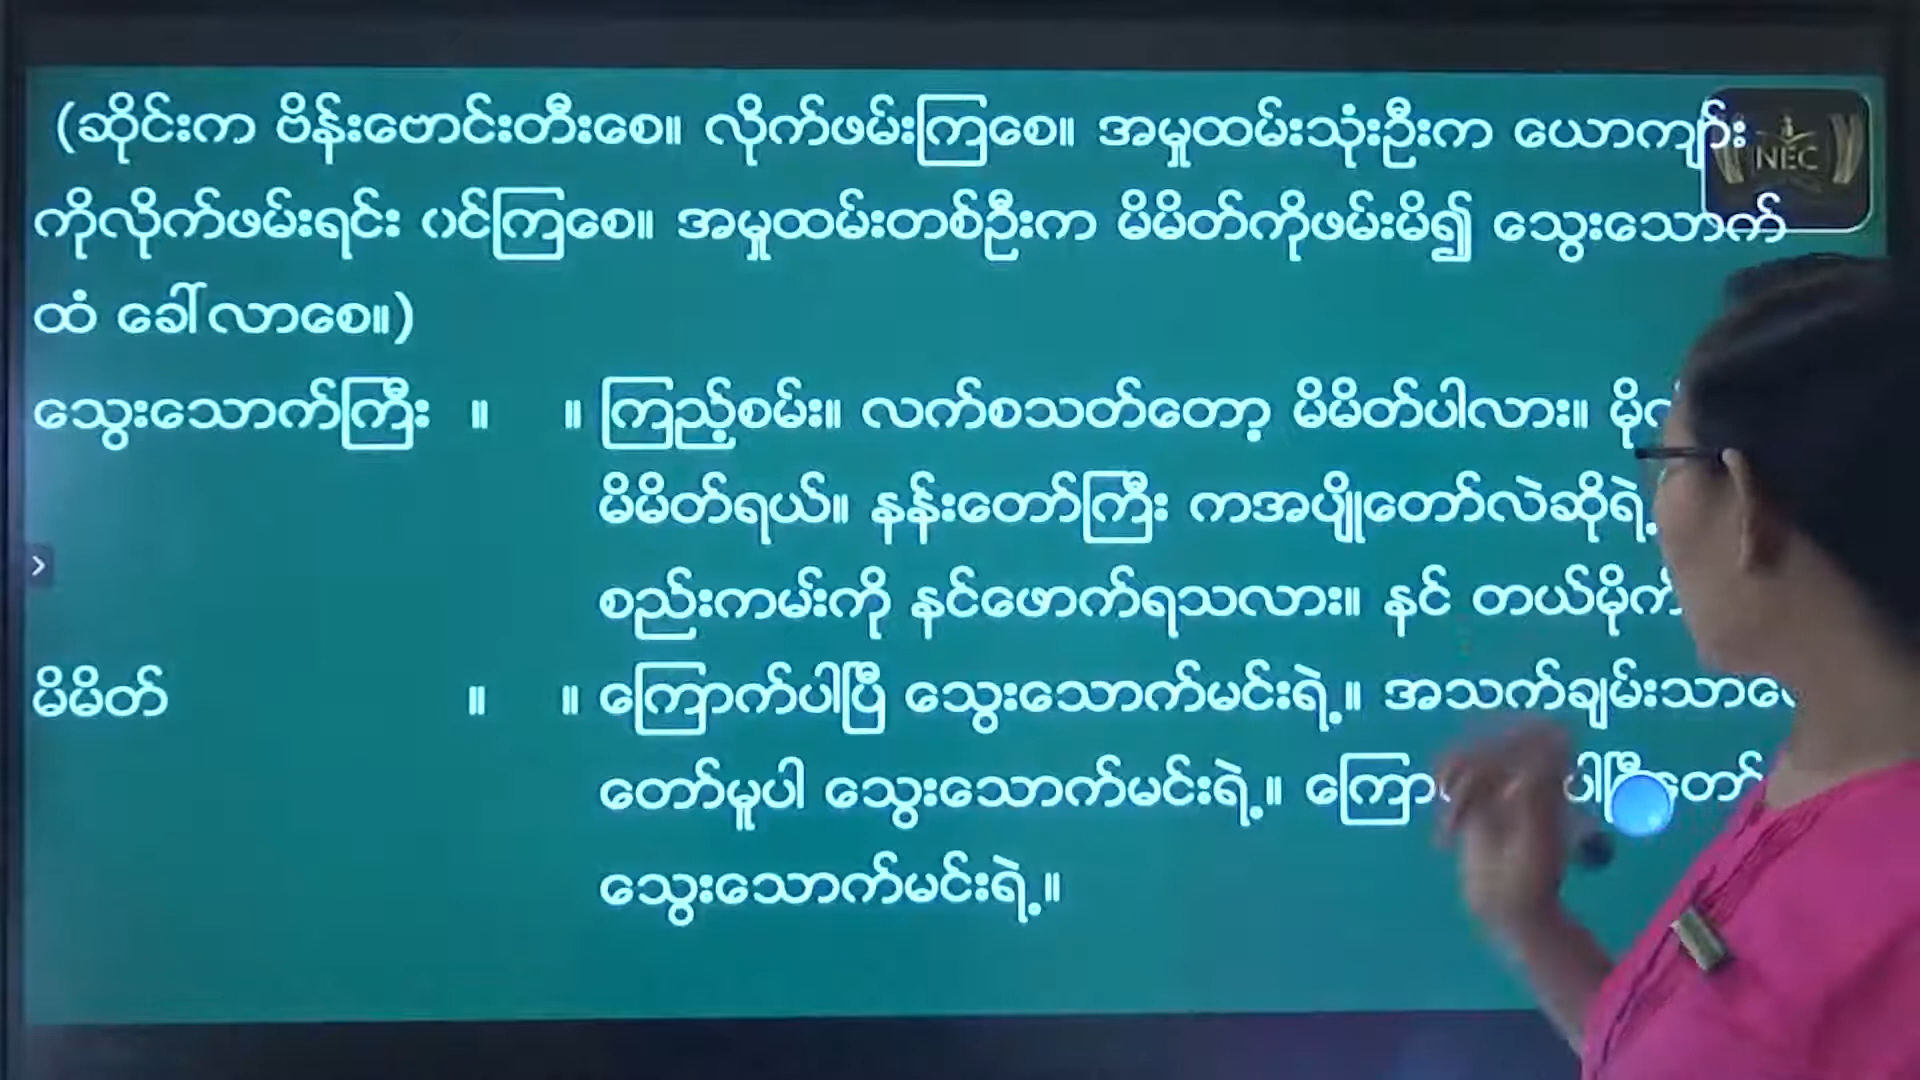 (ဆိုင်းက ဗိန်းဗောင်းတီးစေ။ လိုက်ဖမ်းကြစေ။ အမှုထမ်းသုံးဦးက ယောကျာ်း
NEC
ကိုလိုက်ဖမ်းရင်း ဝင်ကြစေ။ အမှုထမ်းတစ်ဦးက မိမိတ်ကိုဖမ်းမိ၍ သွေးသောက်
ထံ ခေါ်လာစေ။)
သွေးသောက်ကြီး ။ ။ ကြည့်စမ်း။ လက်စသတ်တော့ မိမိတ်ပါလား။
မိမိတ်ရယ်။ နန်းတော်ကြီး ကအပျိုတော်လဲဆိုရဲ့
စည်းကမ်းကို နင်ဖောက်ရသလား။ နင် တယ်မိုက်
မိမိတ် ။ ။ ကြောက်ပါပြီ သွေးသောက်မင်းရဲ့။ အသက်ချမ်းသာပေ
တော်မူပါ သွေးသောက်မင်းရဲ့။
သွေးသောက်မင်းရဲ့။